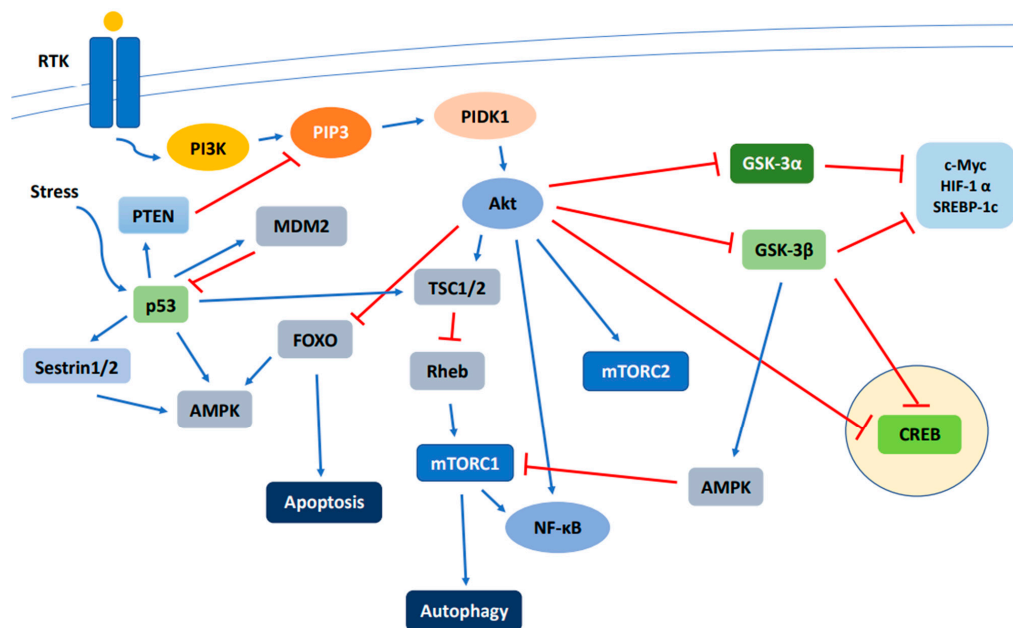 RTK
PI3K
PIP3
PIDK1
Stress
PTEN
MDM2
Akt
GSK-3α
c-Myc
HIF-1 α
SREBP-1c
GSK-3β
p53
TSC1/2
FOXO
Sestrin1/2
Rheb
mTORC2
AMPK
CREB
mTORC1
AMPK
Apoptosis
NF-κB
Autophagy